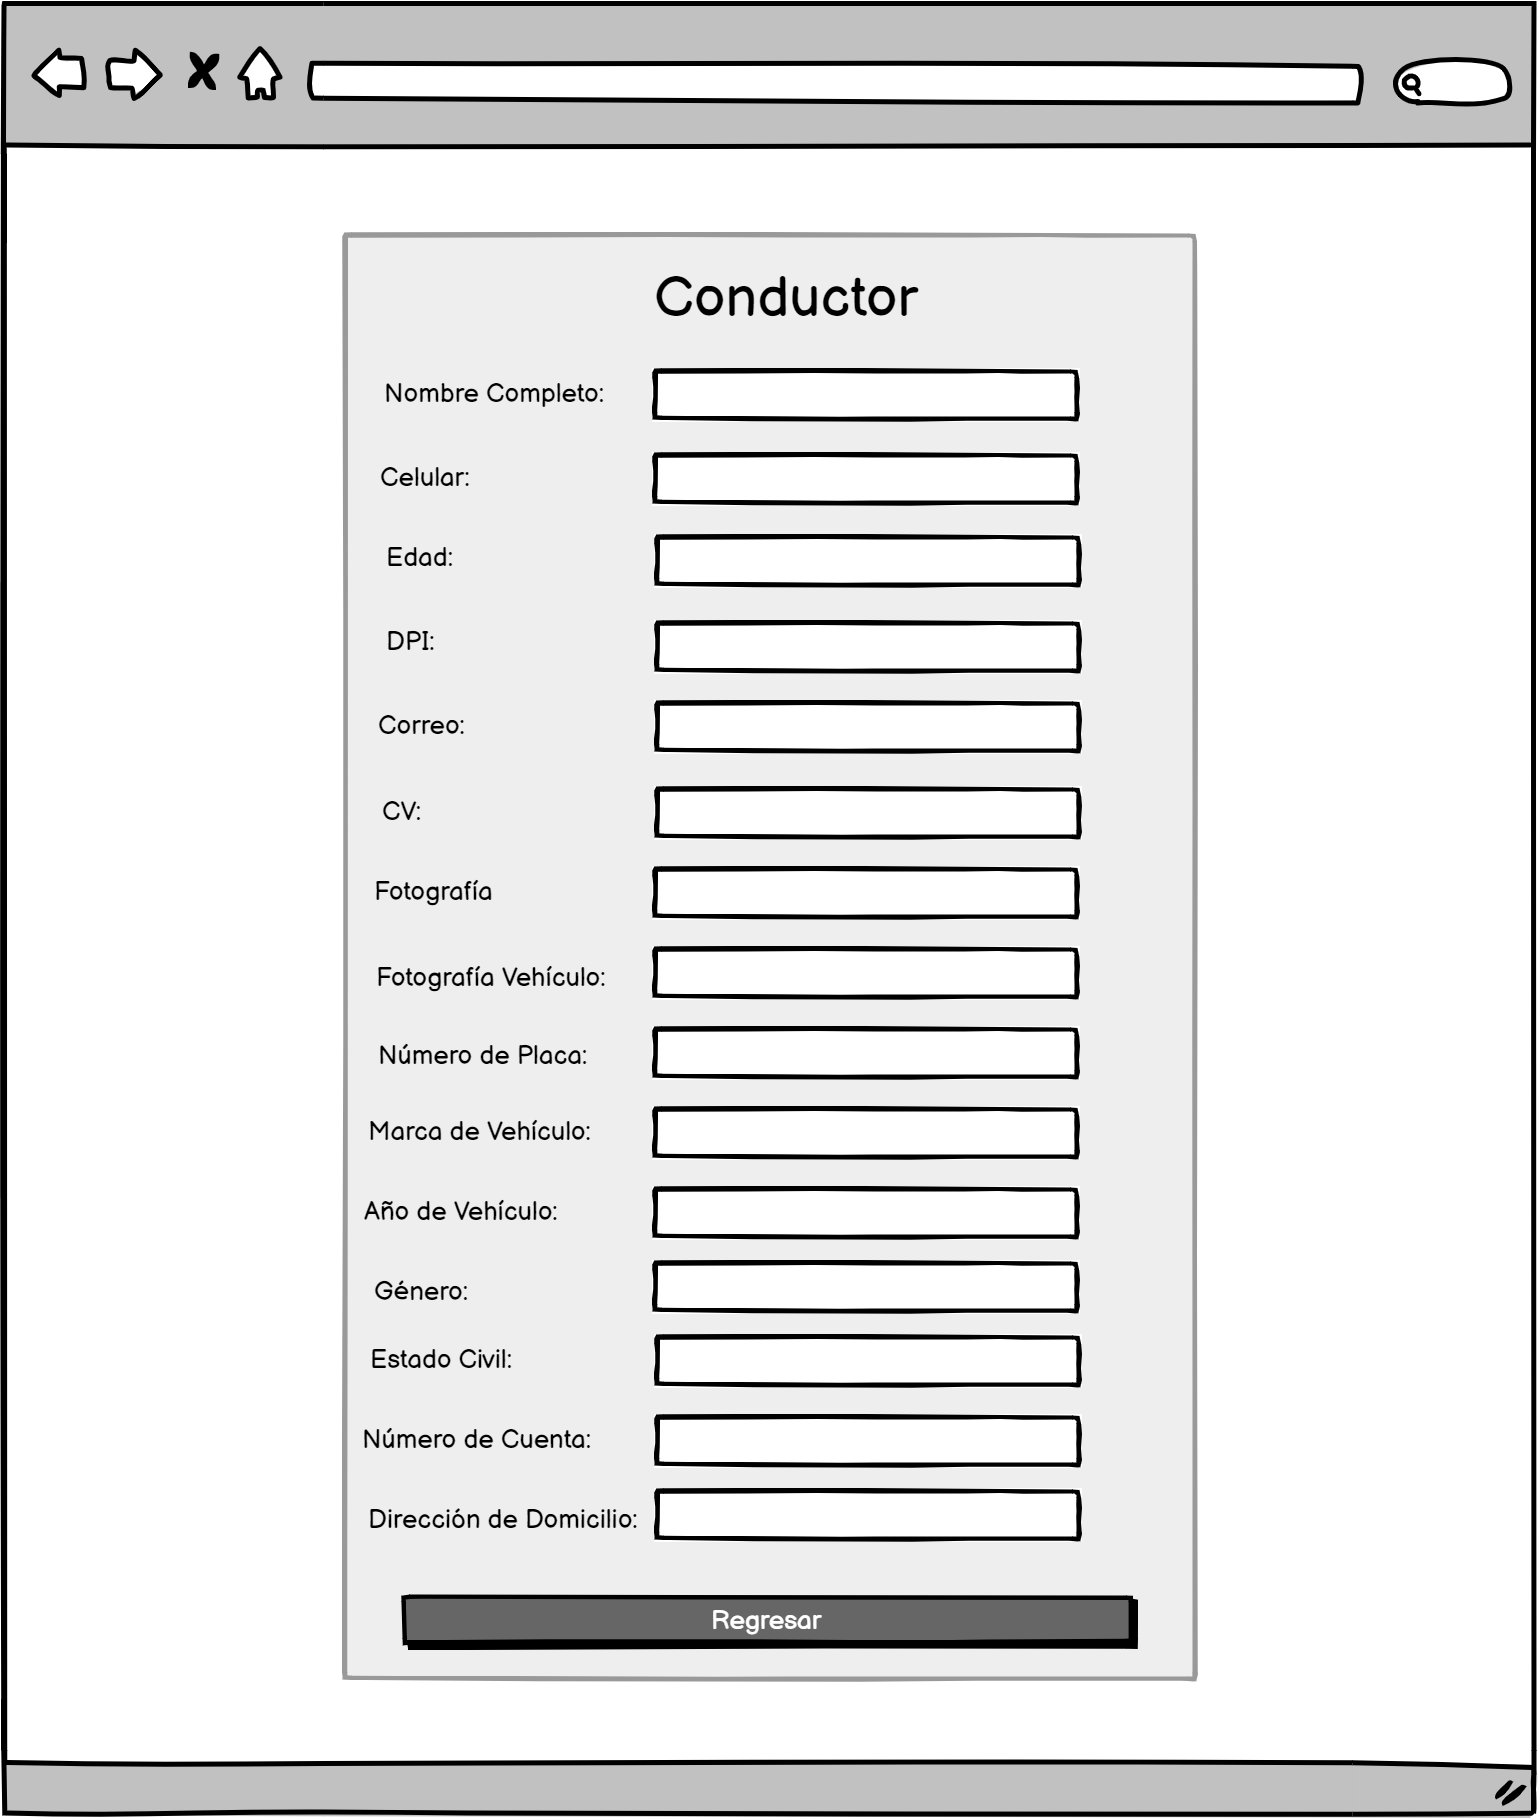 Conductor
Nombre Completo:
Celular:
Edad:
DPI:
Correo:
CV:
Fotografía
Fotografía Vehículo:
Número de Placa:
Marca de Vehículo:
Año de Vehículo:
Género:
Estado Civil:
Número de Cuenta:
Dirección de Domicilio:
Regresar